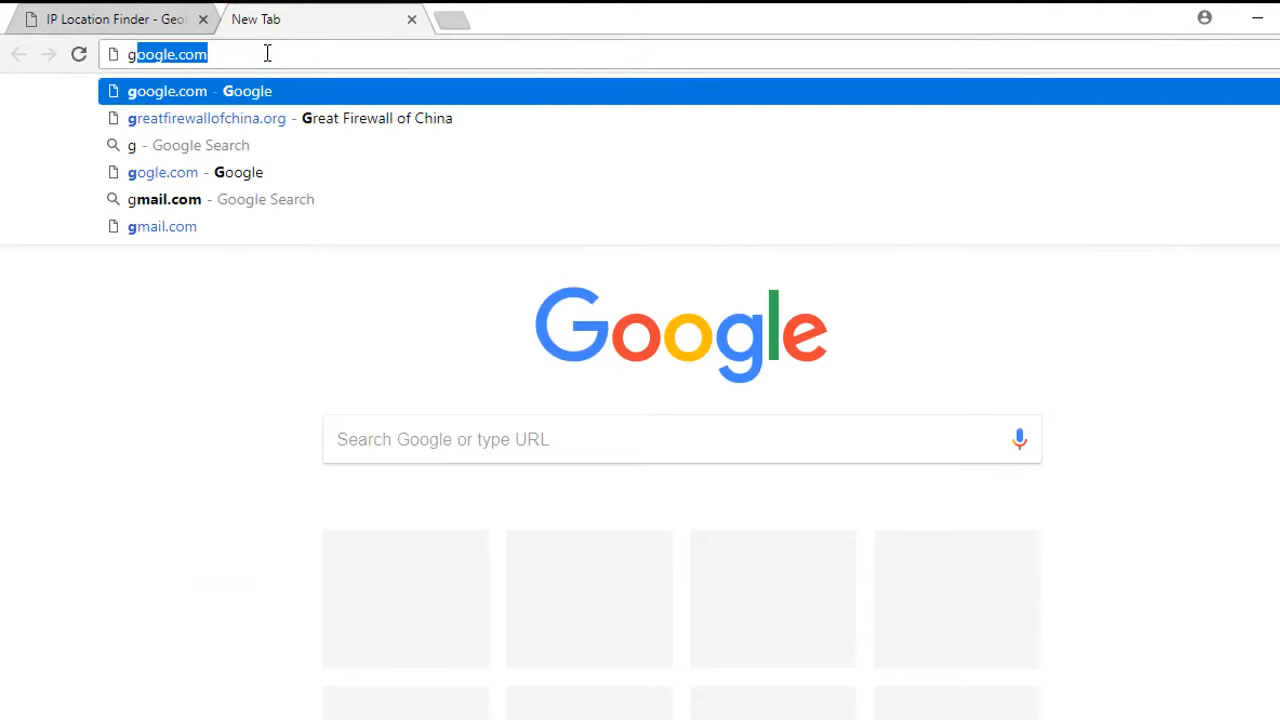 IP Location Finder - Geol
New Tab
google.com
google.com - Google
greatfirewallofchina.org - Great Firewall of China
g - Google Search
gogle.com - Google
gmail.com - Google Search
gmail.com
Google
Search Google or type URL